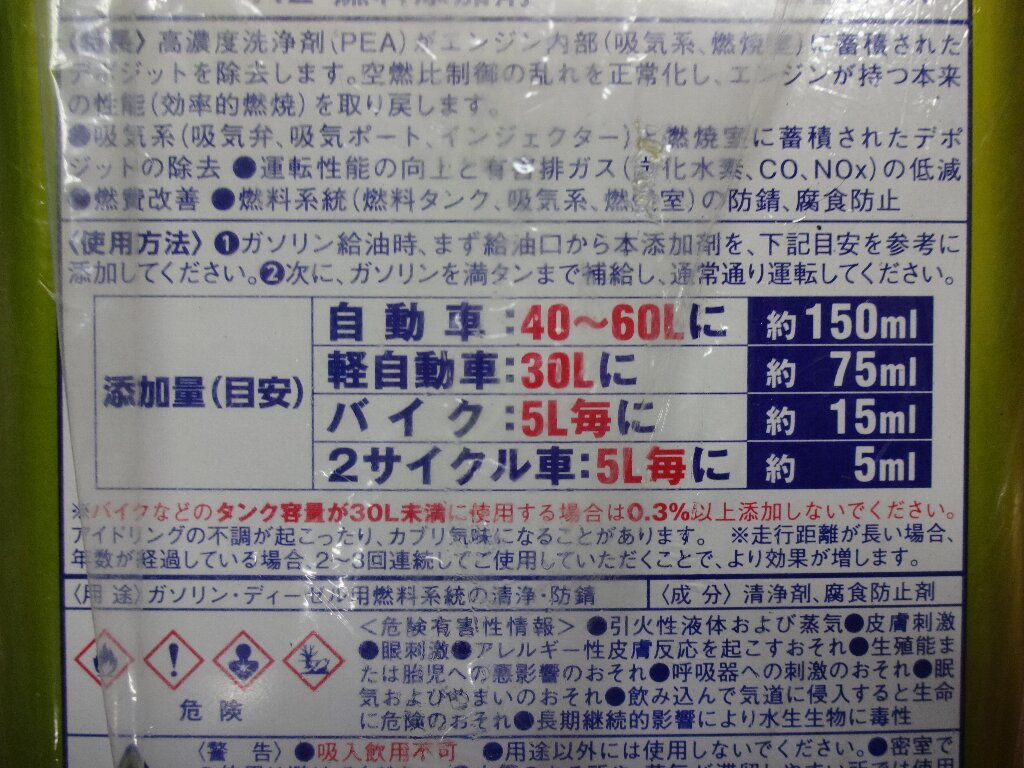 〈特長〉高濃度洗浄剤(PEA)がエンジン内部(吸気系、燃焼室)に蓄積された
デポジットを除去します。空燃比制御の乱れを正常化し、エンジンが持つ本来
の性能(効率的燃焼)を取り戻します。
●吸気系(吸気弁、吸気ポート、インジェクター)と燃焼室に蓄積されたデポ
ジットの除去 ●運転性能の向上と有害排ガス(炭化水素、CO、NOx)の低減
●燃費改善 ●燃料系統(燃料タンク、吸気系、燃焼室)の防錆、腐食防止
〈使用方法〉❶ガソリン給油時、まず給油口から本添加剤を、下記目安を参考に
添加してください。❷次に、ガソリンを満タンまで補給し、通常通り運転してください。
添加量(目安)
自動車:40〜60Lに 約150ml
軽自動車:30Lに 約75ml
バイク:5L毎に 約15ml
2サイクル車:5L毎に 約5ml
※バイクなどのタンク容量が30L未満に使用する場合は0.3%以上添加しないでください。
アイドリングの不調が起こったり、カブリ気味になることがあります。 ※走行距離が長い場合、
年数が経過している場合、2〜3回連続してご使用していただくことで、より効果が増します。
〈用途〉ガソリン・ディーゼル用燃料系統の清浄・防錆 〈成分〉清浄剤、腐食防止剤
危険
<危険有害性情報> ●引火性液体および蒸気●皮膚刺激
●眼刺激●アレルギー性皮膚反応を起こすおそれ●生殖能ま
たは胎児への悪影響のおそれ●呼吸器への刺激のおそれ●眠
気およびめまいのおそれ●飲み込んで気道に侵入すると生命
に危険のおそれ●長期継続的影響により水生生物に毒性
〈警告〉●吸入飲用不可 ●用途以外には使用しないでください。●密室で